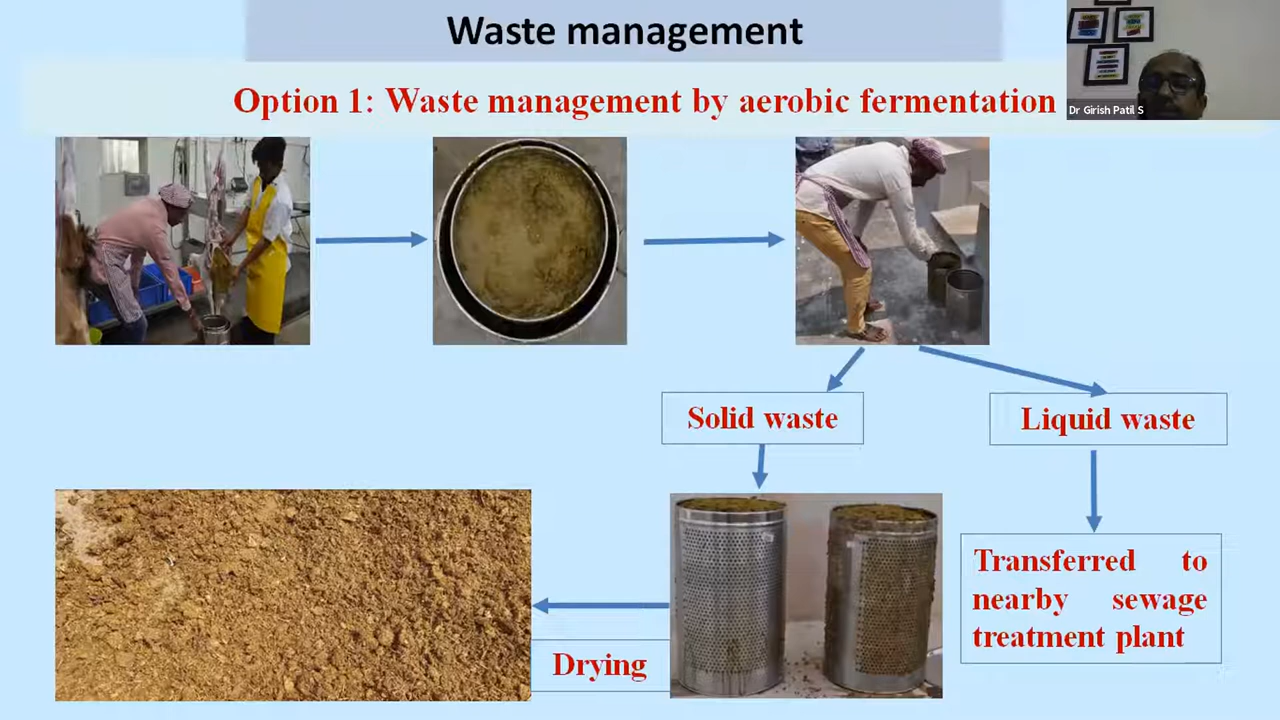 Waste management
Option 1: Waste management by aerobic fermentation
Dr Girish Patil S
Solid waste
Liquid waste
Transferred to
nearby sewage
treatment plant
Drying